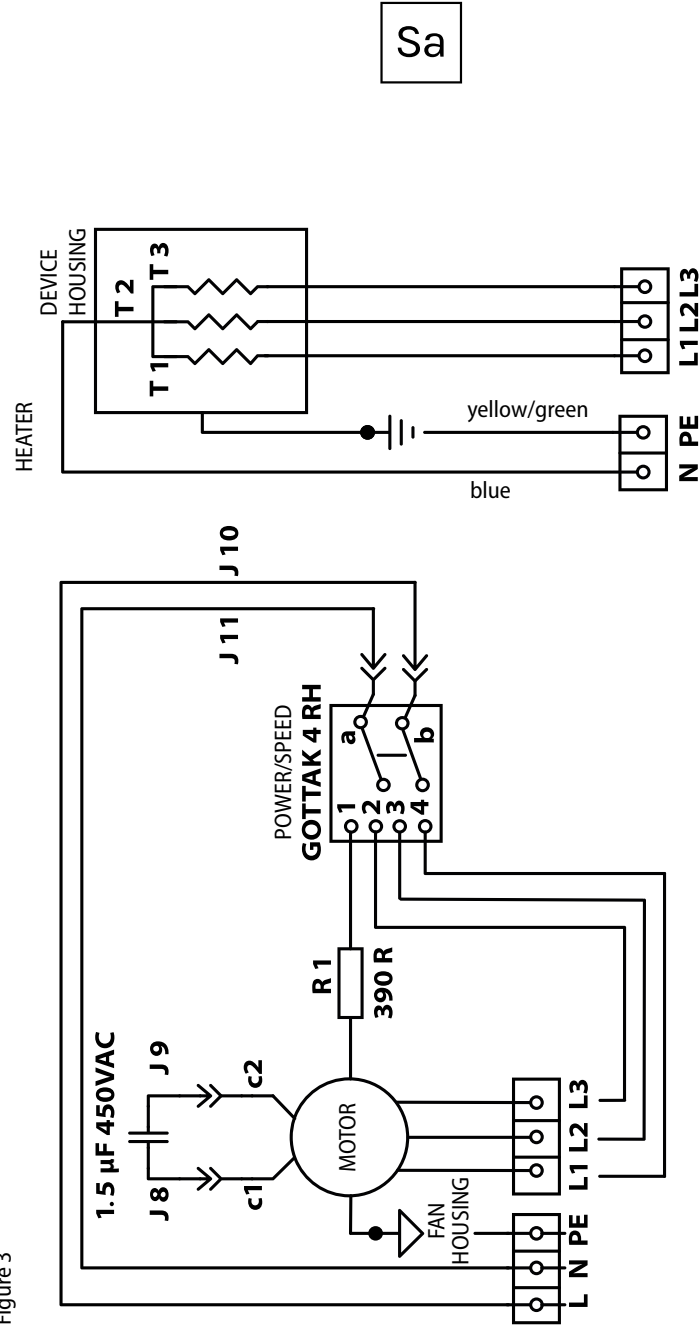 Figure 3
Sa
1.5 µF 450VAC
J 8
J 9
c1
c2
MOTOR
FAN
HOUSING
R 1
390 R
L N PE
L1 L2 L3
POWER/SPEED
GOTTAK 4 RH
1
2
3
4
a
b
J 11
J 10
HEATER
DEVICE
HOUSING
T 1
T 2
T 3
blue
yellow/green
N PE
L1 L2 L3